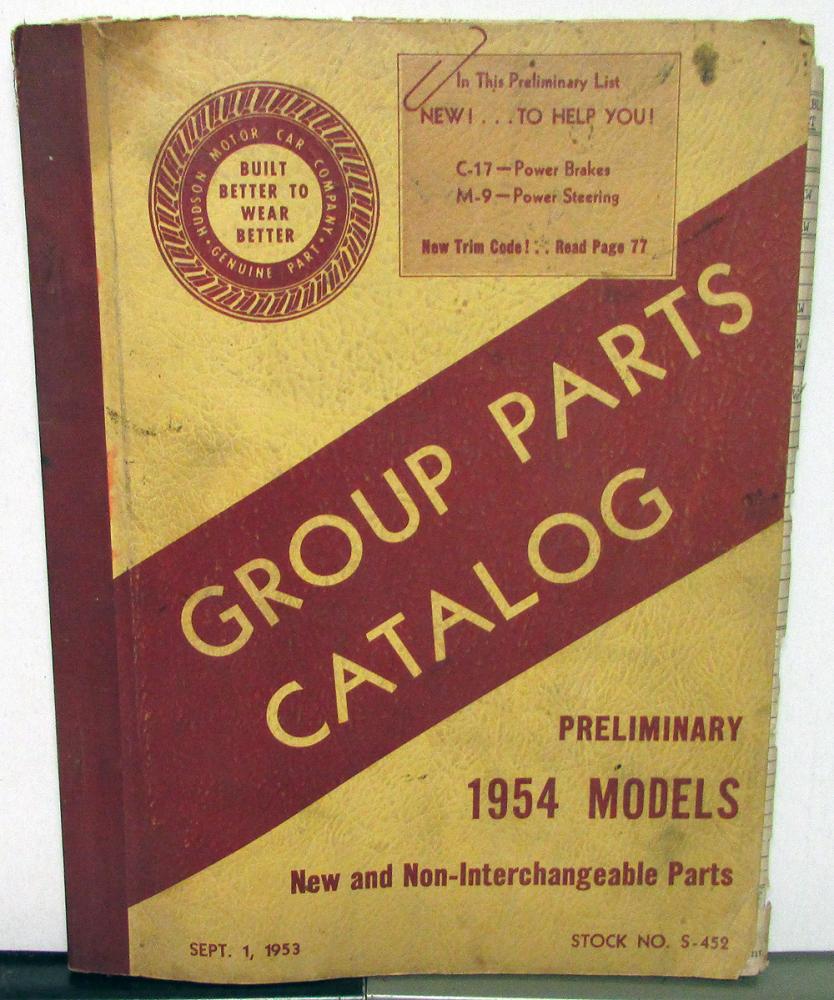 HUDSON MOTOR CAR COMPANY
• GENUINE PART •
BUILT
BETTER TO
WEAR
BETTER
In This Preliminary List
NEW! . . . TO HELP YOU!
C-17—Power Brakes
M-9—Power Steering
New Trim Code! . . Read Page 77
GROUP PARTS
CATALOG
PRELIMINARY
1954 MODELS
New and Non-Interchangeable Parts
SEPT. 1, 1953
STOCK NO. S-452